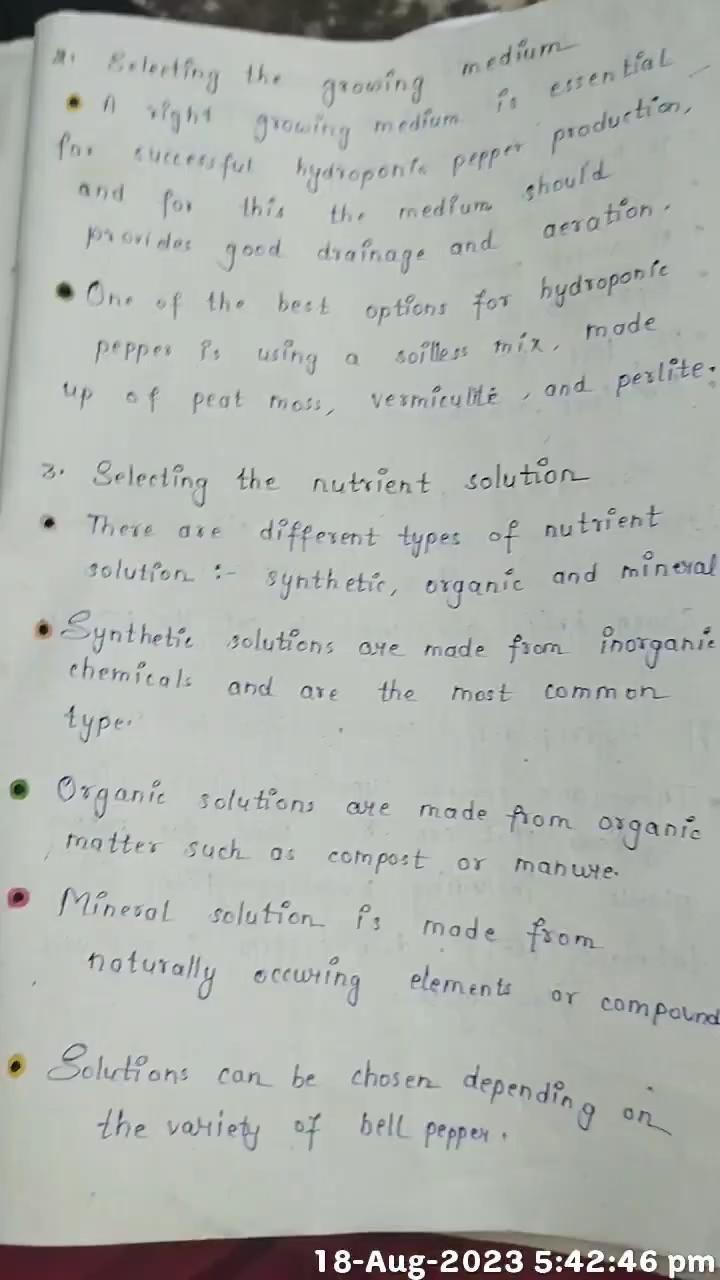 2. Selecting the growing medium
A right growing medium is essential
for successful hydroponic pepper production,
and for this the medium should
provides good drainage and aeration.
One of the best options for hydroponic
pepper is using a soilless mix, made
up of peat moss, vermiculite, and perlite.
3. Selecting the nutrient solution
There are different types of nutrient
solution :- synthetic, organic and mineral
Synthetic solutions are made from inorganic
chemicals and are the most common
type.
Organic solutions are made from organic
matter such as compost or manure.
Mineral solution is made from
naturally occuring elements or compound
Solutions can be chosen depending on
the variety of bell pepper.
18-Aug-2023 5:42:46 pm